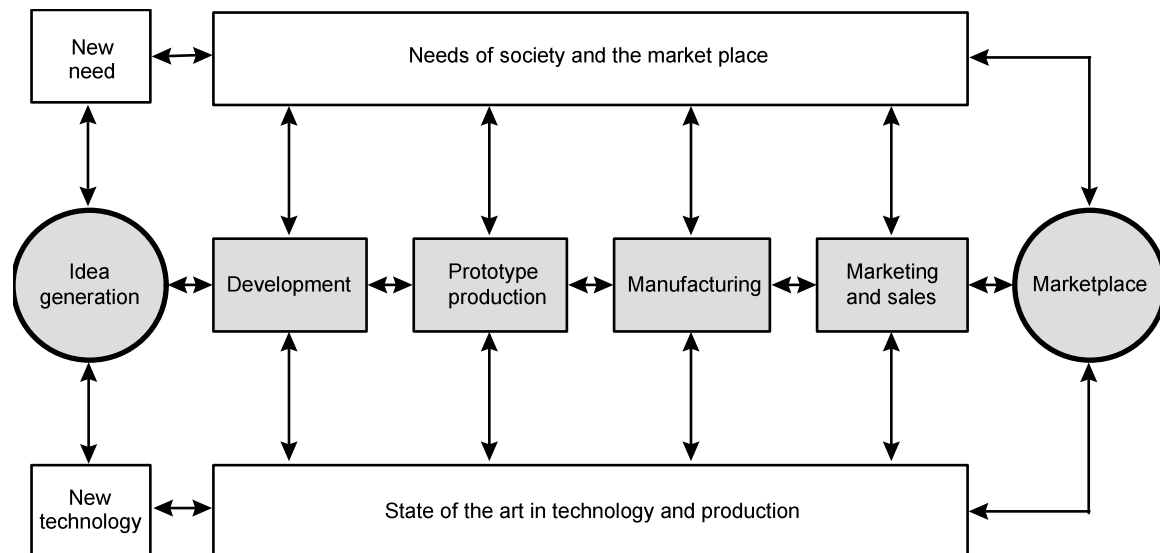 New
need
Needs of society and the market place
Idea
generation
Development
Prototype
production
Manufacturing
Marketing
and sales
Marketplace
New
technology
State of the art in technology and production